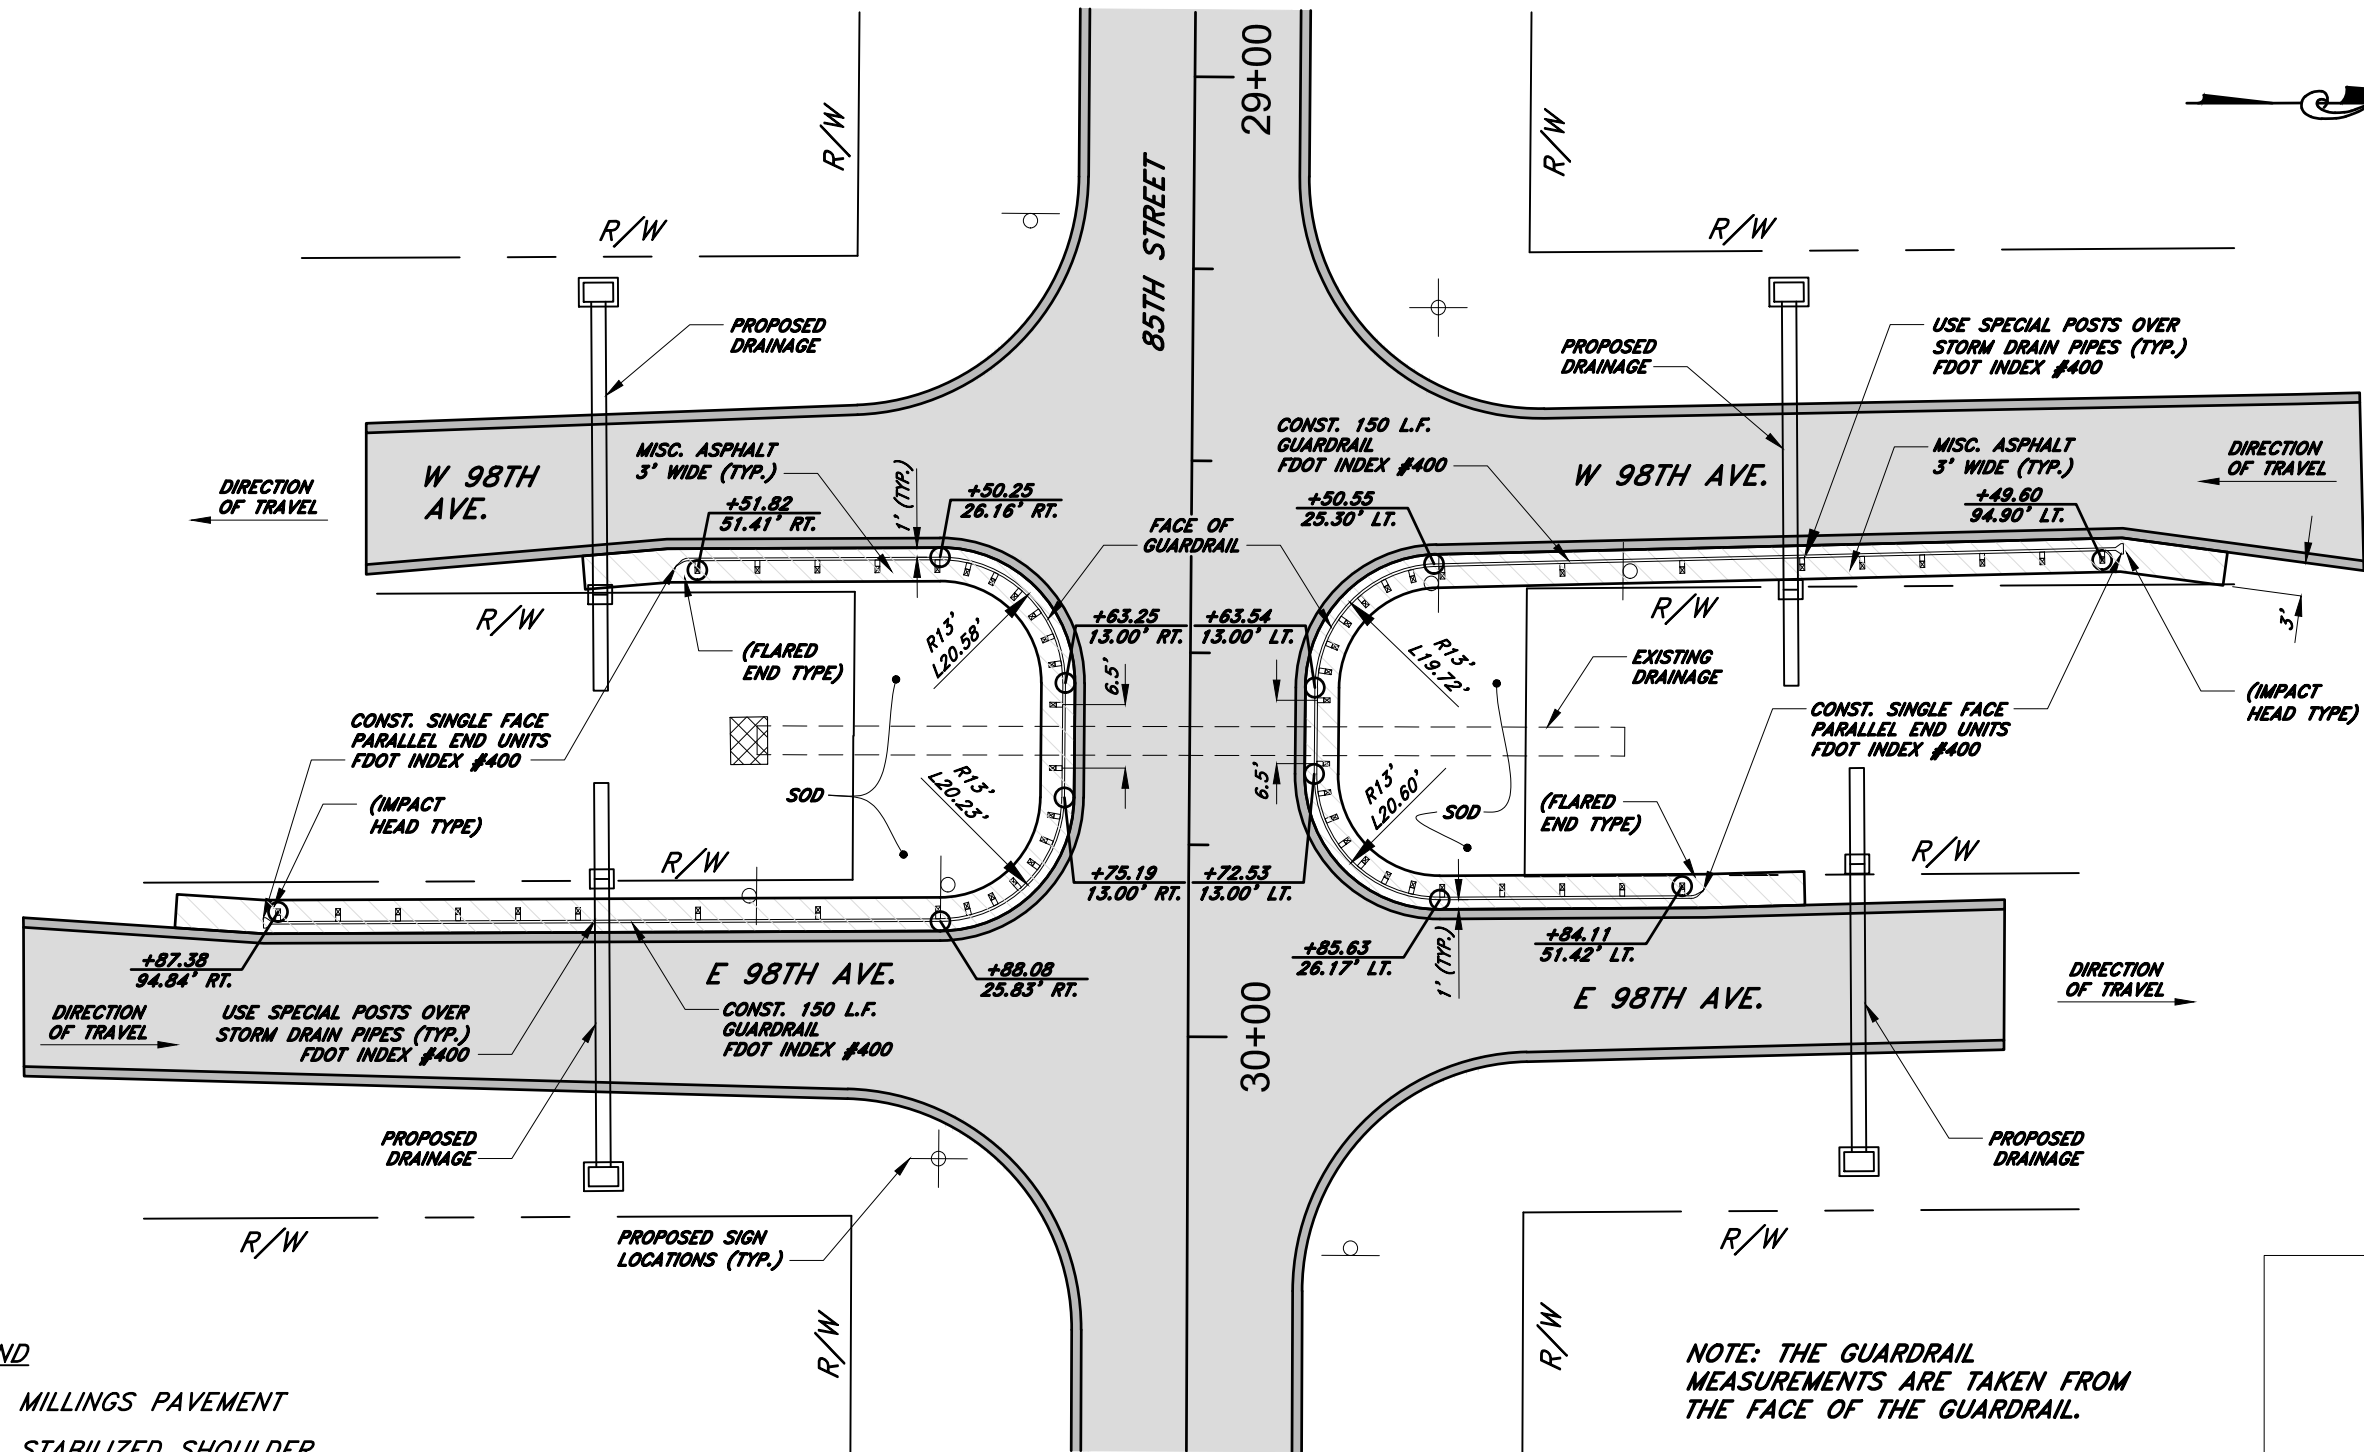 29+00
R/W
R/W
85TH STREET
R/W
R/W
PROPOSED
DRAINAGE
PROPOSED
DRAINAGE
USE SPECIAL POSTS OVER
STORM DRAIN PIPES (TYP.)
FDOT INDEX #400
W 98TH
AVE.
MISC. ASPHALT
3' WIDE (TYP.)
1' (TYP.)
CONST. 150 L.F.
GUARDRAIL
FDOT INDEX #400
W 98TH AVE.
MISC. ASPHALT
3' WIDE (TYP.)
DIRECTION
OF TRAVEL
DIRECTION
OF TRAVEL
+51.82
51.41' RT.
+50.25
26.16' RT.
FACE OF
GUARDRAIL
+50.55
25.30' LT.
+49.60
94.90' LT.
R/W
(FLARED
END TYPE)
R13'
L20.58'
+63.25
13.00' RT.
+63.54
13.00' LT.
6.5'
R13'
L19.72'
R/W
3'
EXISTING
DRAINAGE
(IMPACT
HEAD TYPE)
CONST. SINGLE FACE
PARALLEL END UNITS
FDOT INDEX #400
CONST. SINGLE FACE
PARALLEL END UNITS
FDOT INDEX #400
(IMPACT
HEAD TYPE)
SOD
R13'
L20.23'
6.5'
R13'
L20.60'
SOD
(FLARED
END TYPE)
R/W
R/W
+75.19
13.00' RT.
+72.53
13.00' LT.
+87.38
94.84' RT.
E 98TH AVE.
+88.08
25.83' RT.
+85.63
26.17' LT.
1' (TYP.)
+84.11
51.42' LT.
E 98TH AVE.
DIRECTION
OF TRAVEL
DIRECTION
OF TRAVEL
USE SPECIAL POSTS OVER
STORM DRAIN PIPES (TYP.)
FDOT INDEX #400
CONST. 150 L.F.
GUARDRAIL
FDOT INDEX #400
30+00
PROPOSED
DRAINAGE
PROPOSED
DRAINAGE
R/W
PROPOSED SIGN
LOCATIONS (TYP.)
R/W
R/W
R/W
ND
MILLINGS PAVEMENT
STABILIZED SHOULDER
NOTE: THE GUARDRAIL
MEASUREMENTS ARE TAKEN FROM
THE FACE OF THE GUARDRAIL.